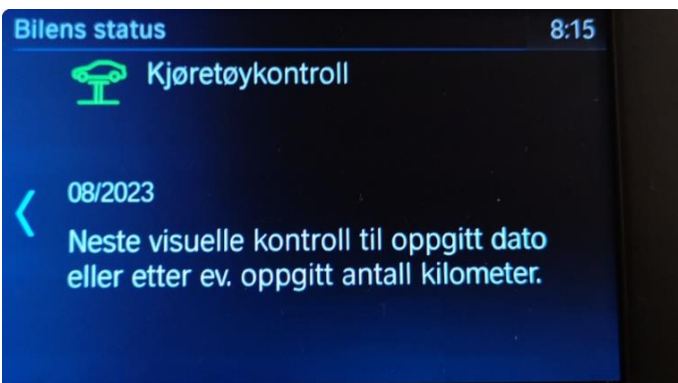 Bilens status 8:15
Kjøretøykontroll
08/2023
Neste visuelle kontroll til oppgitt dato
eller etter ev. oppgitt antall kilometer.